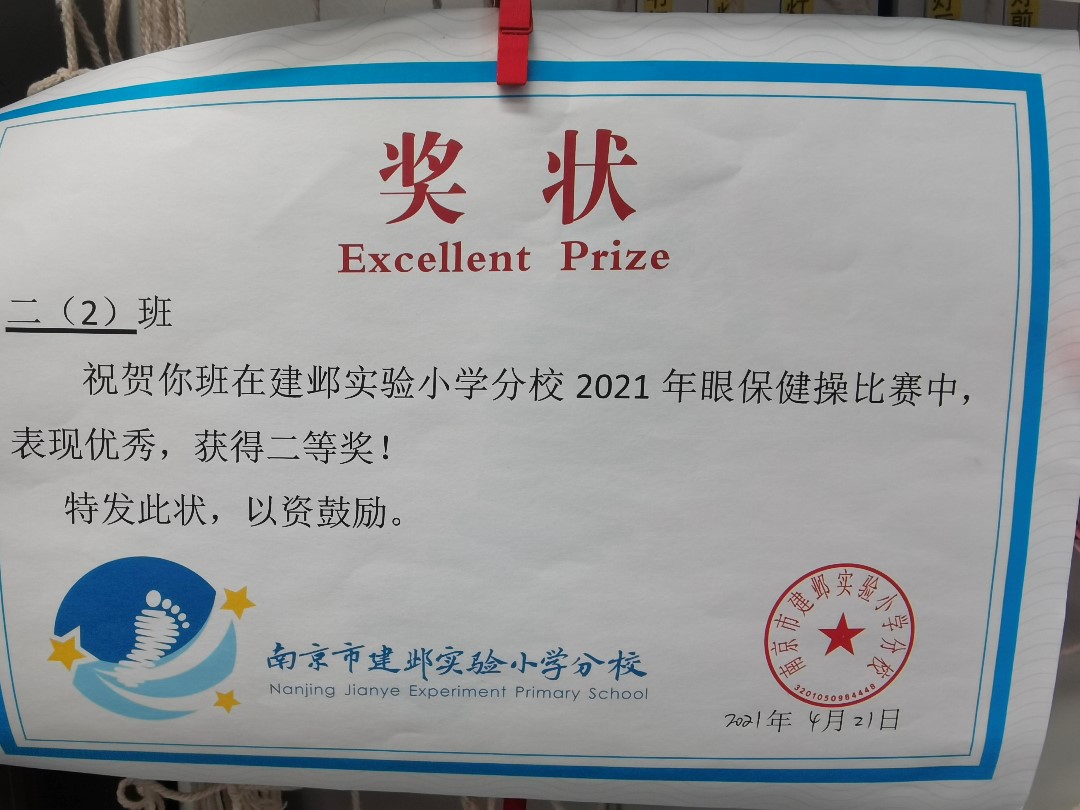 奖 状
Excellent Prize
二（2）班
祝贺你班在建邺实验小学分校 2021 年眼保健操比赛中，
表现优秀，获得二等奖！
特发此状，以资鼓励。
南京市建邺实验小学分校
Nanjing Jianye Experiment Primary School
南京市建邺实验小学分校
3201050984448
2021年 4月21日